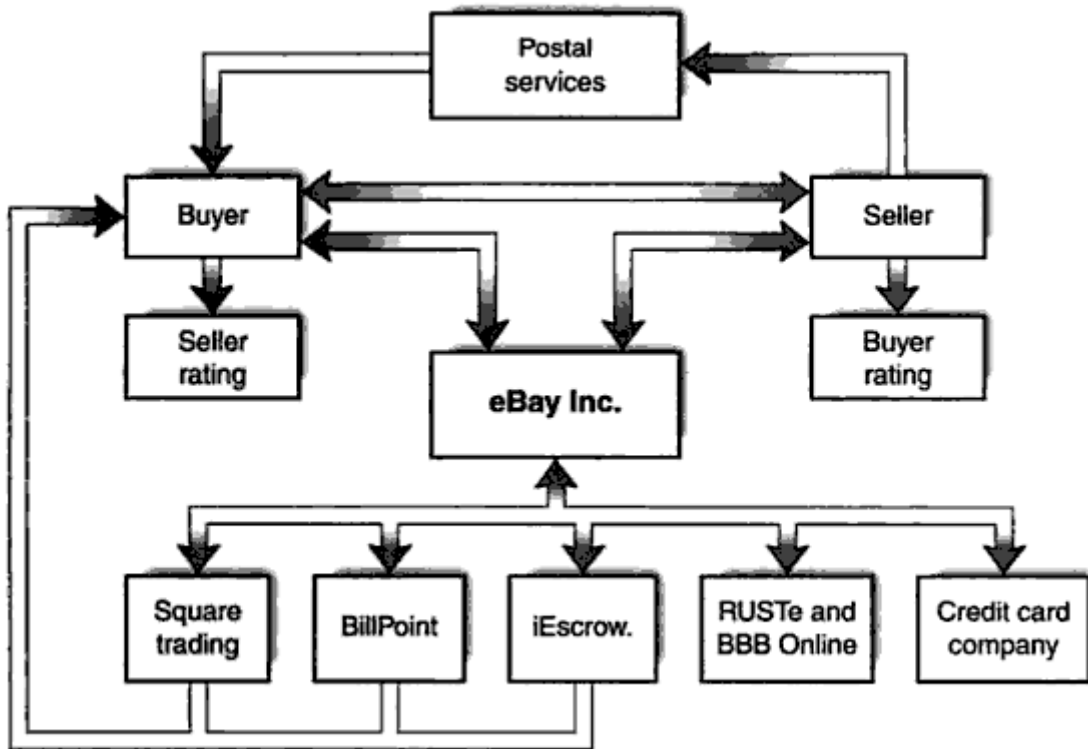 Postal
services
Buyer
Seller
Seller
rating
Buyer
rating
eBay Inc.
Square
trading
BillPoint
iEscrow.
RUSTe and
BBB Online
Credit card
company